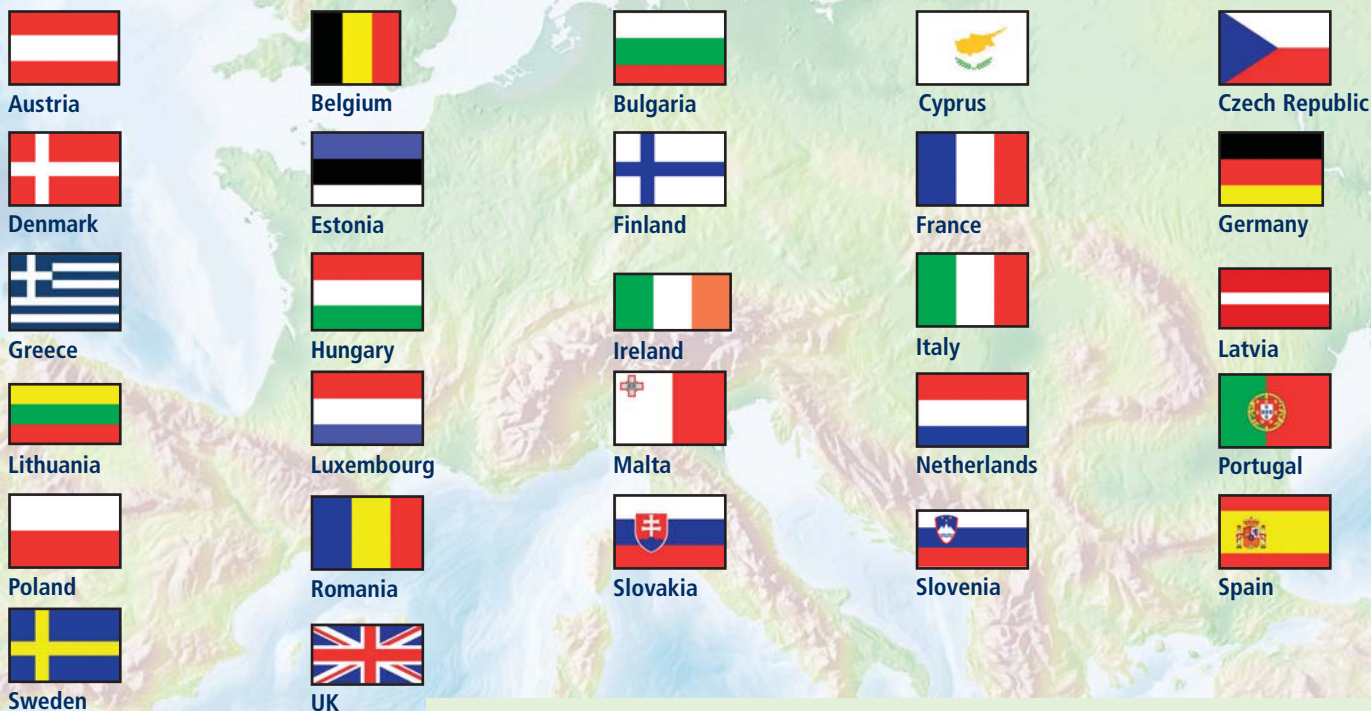 Austria
Belgium
Bulgaria
Cyprus
Czech Republic
Denmark
Estonia
Finland
France
Germany
Greece
Hungary
Ireland
Italy
Latvia
Lithuania
Luxembourg
Malta
Netherlands
Portugal
Poland
Romania
Slovakia
Slovenia
Spain
Sweden
UK